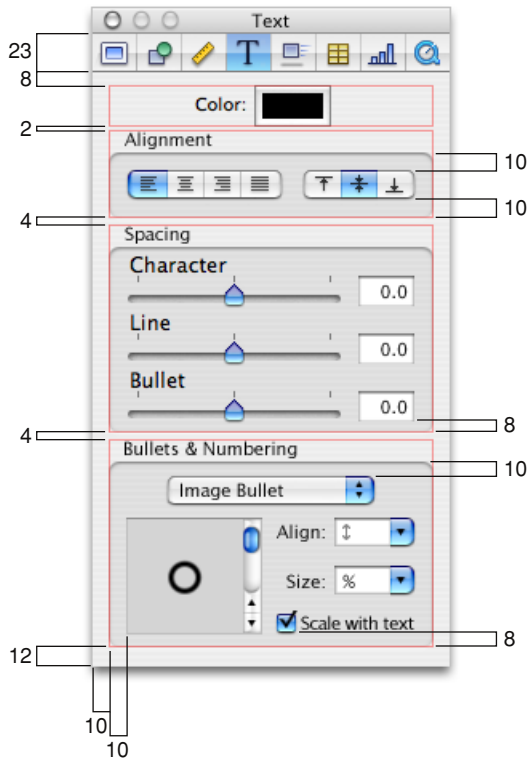 Text
23
T
8
Color:
2
Alignment
10
10
4
Spacing
Character
0.0
Line
0.0
Bullet
0.0
8
4
Bullets & Numbering
10
Image Bullet
Align:
Size: %
Scale with text
8
12
10
10